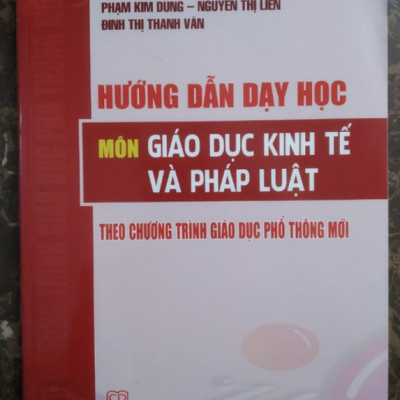 PHẠM KIM DUNG – NGUYỄN THỊ LIÊN
ĐINH THỊ THANH VÂN
HƯỚNG DẪN DẠY HỌC
MÔN GIÁO DỤC KINH TẾ
VÀ PHÁP LUẬT
THEO CHƯƠNG TRÌNH GIÁO DỤC PHỔ THÔNG MỚI